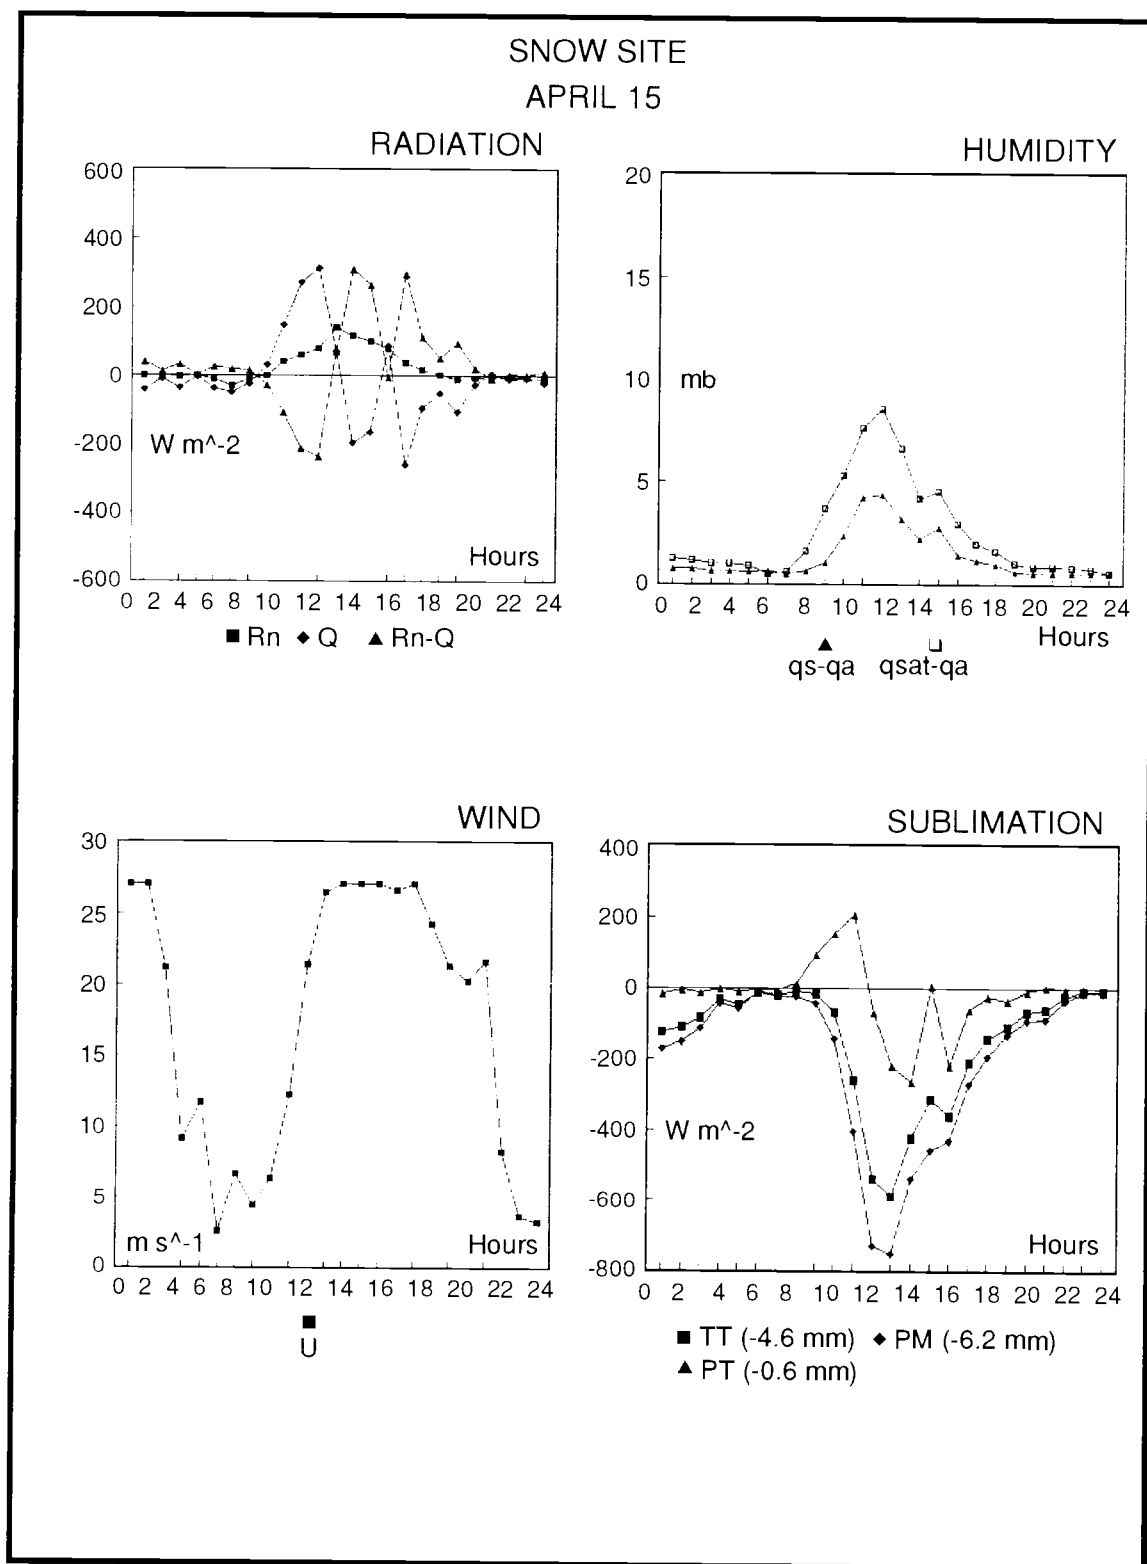 SNOW SITE
APRIL 15
RADIATION
600
400
200
0
-200
-400
-600
W m^-2
Hours
0 2 4 6 8 10 12 14 16 18 20 22 24
■ Rn ◆ Q ▲ Rn-Q
HUMIDITY
20
15
10
5
0
mb
0 2 4 6 8 10 12 14 16 18 20 22 24
Hours
qs-qa qsat-qa
WIND
30
25
20
15
10
5
0
m s^-1
Hours
0 2 4 6 8 10 12 14 16 18 20 22 24
U
SUBLIMATION
400
200
0
-200
-400
-600
-800
W m^-2
Hours
0 2 4 6 8 10 12 14 16 18 20 22 24
■ TT (-4.6 mm) ◆ PM (-6.2 mm)
▲ PT (-0.6 mm)